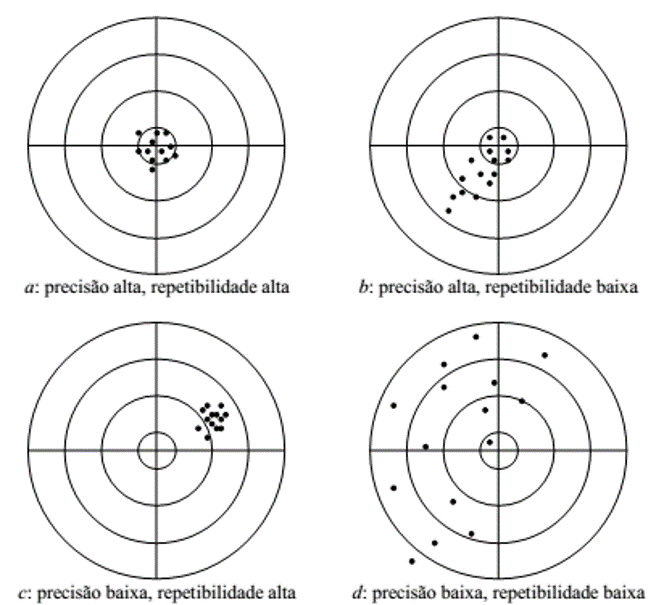 a: precisão alta, repetibilidade alta
b: precisão alta, repetibilidade baixa
c: precisão baixa, repetibilidade alta
d: precisão baixa, repetibilidade baixa